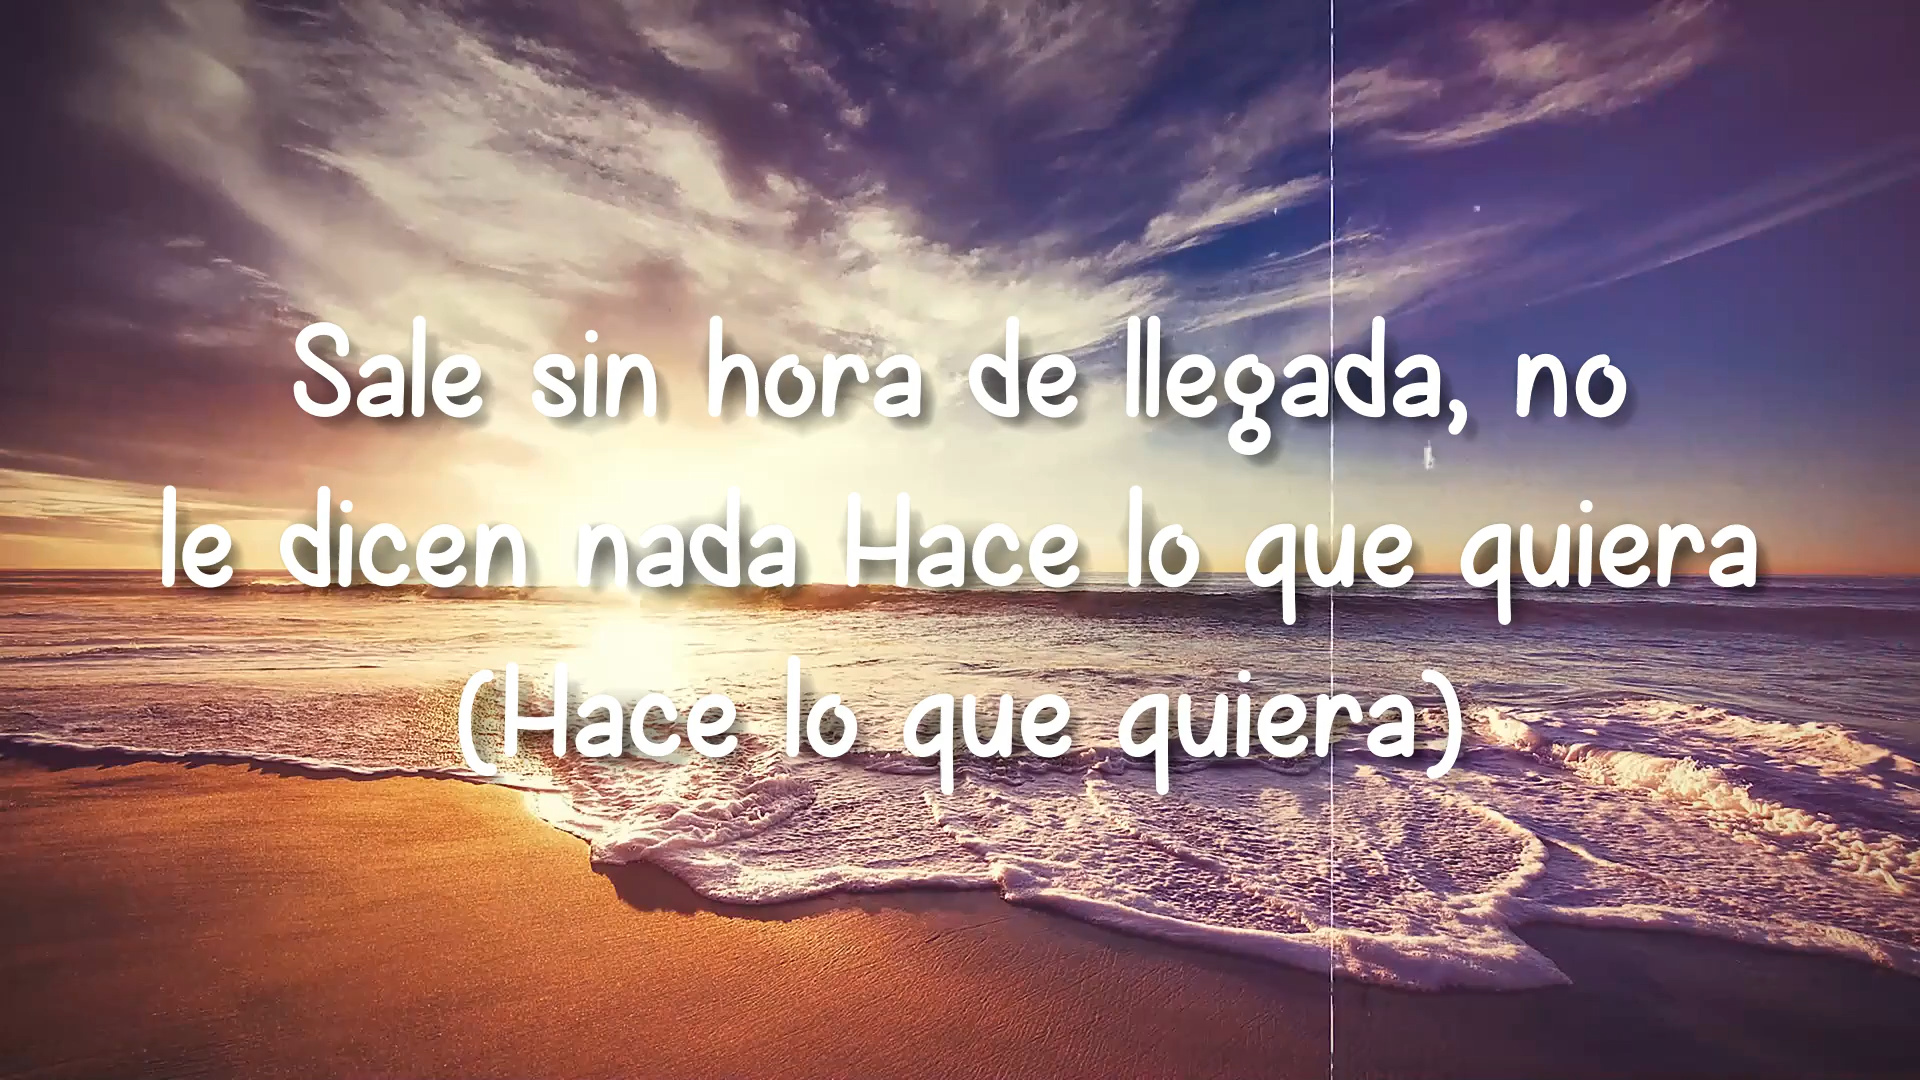 Sale sin hora de llegada, no
le dicen nada Hace lo que quiera
(Hace lo que quiera)